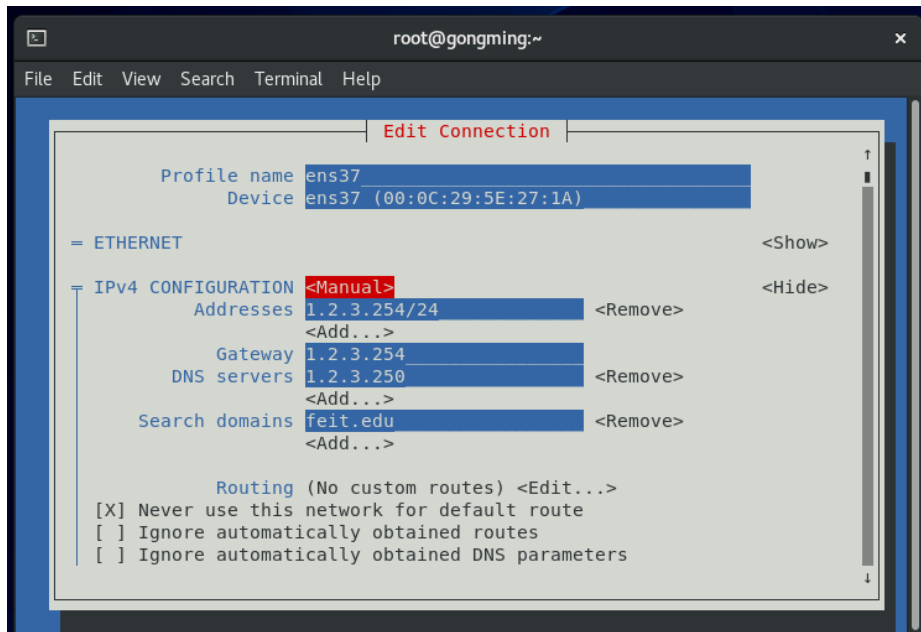 root@gongming:~
×
File Edit View Search Terminal Help
Edit Connection
Profile name ens37
Device ens37 (00:0C:29:5E:27:1A)
= ETHERNET <Show>
IPv4 CONFIGURATION <Manual> <Hide>
Addresses 1.2.3.254/24 <Remove>
<Add...>
Gateway 1.2.3.254
DNS servers 1.2.3.250 <Remove>
<Add...>
Search domains feit.edu <Remove>
<Add...>
Routing (No custom routes) <Edit...>
[X] Never use this network for default route
[ ] Ignore automatically obtained routes
[ ] Ignore automatically obtained DNS parameters